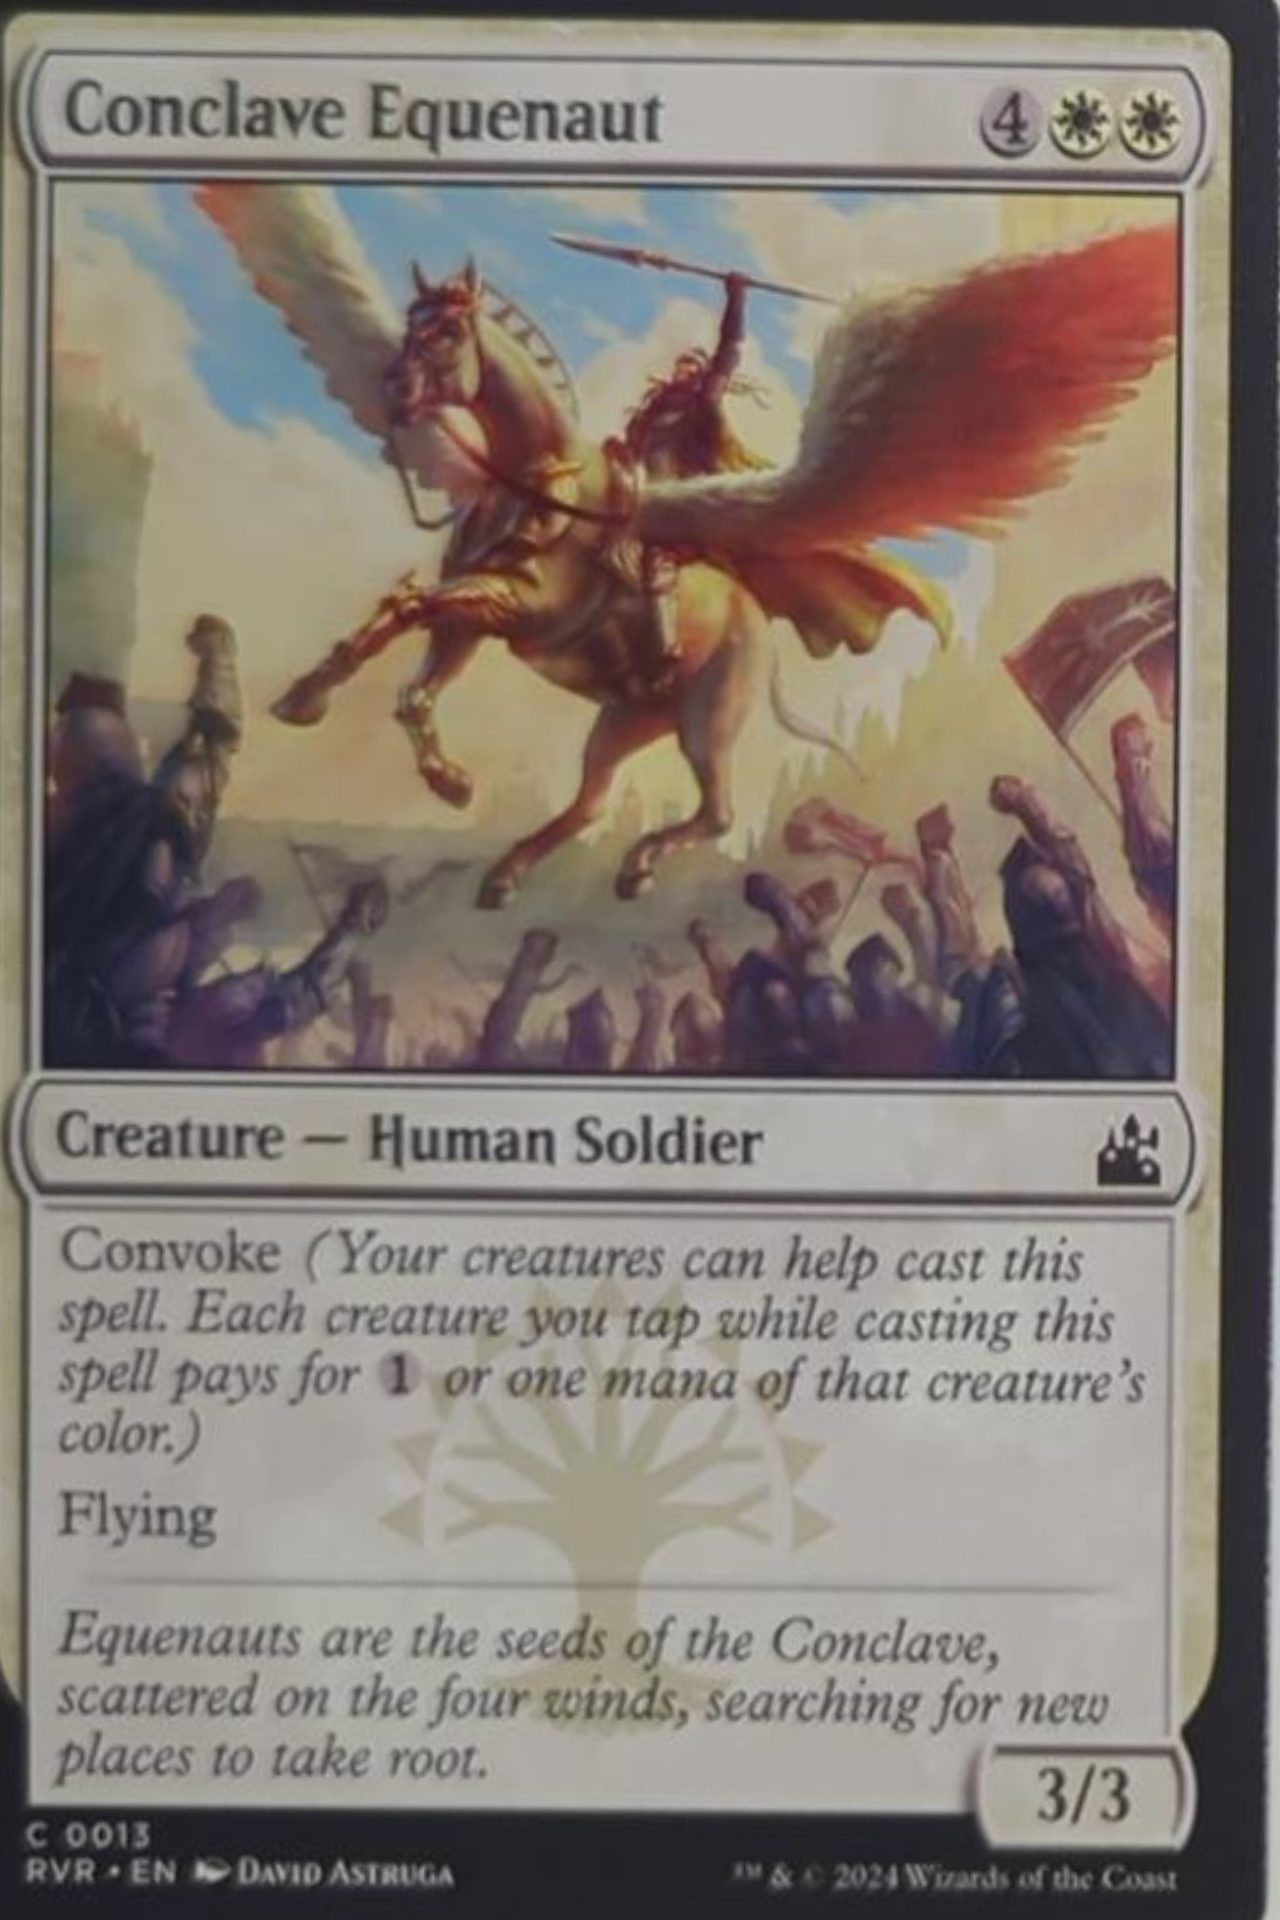 Conclave Equenaut 4
Creature — Human Soldier
Convoke (Your creatures can help cast this
spell. Each creature you tap while casting this
spell pays for 1 or one mana of that creature's
color.)
Flying
Equenauts are the seeds of the Conclave,
scattered on the four winds, searching for new
places to take root.
3/3
C 0013
RVR • EN DAVID ASTRUGA
™ & © 2024 Wizards of the Coast